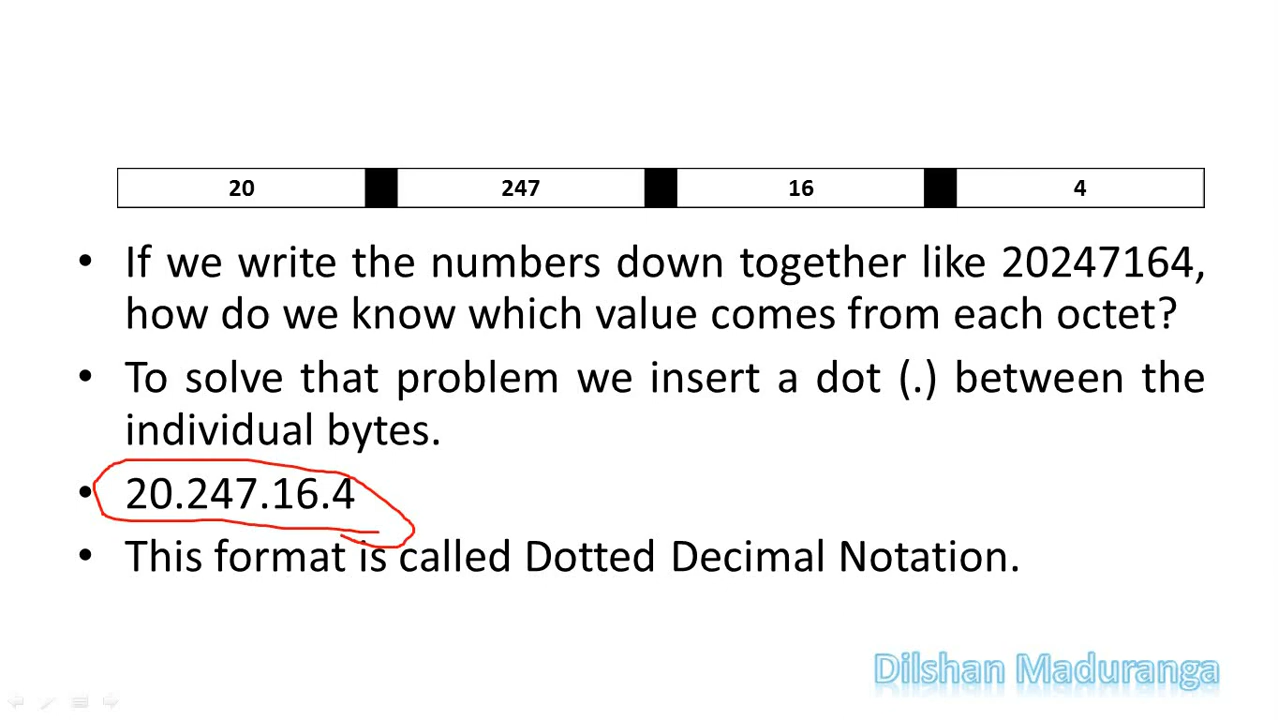 20 247 16 4
• If we write the numbers down together like 20247164,
how do we know which value comes from each octet?
• To solve that problem we insert a dot (.) between the
individual bytes.
• 20.247.16.4
• This format is called Dotted Decimal Notation.
Dilshan Maduranga